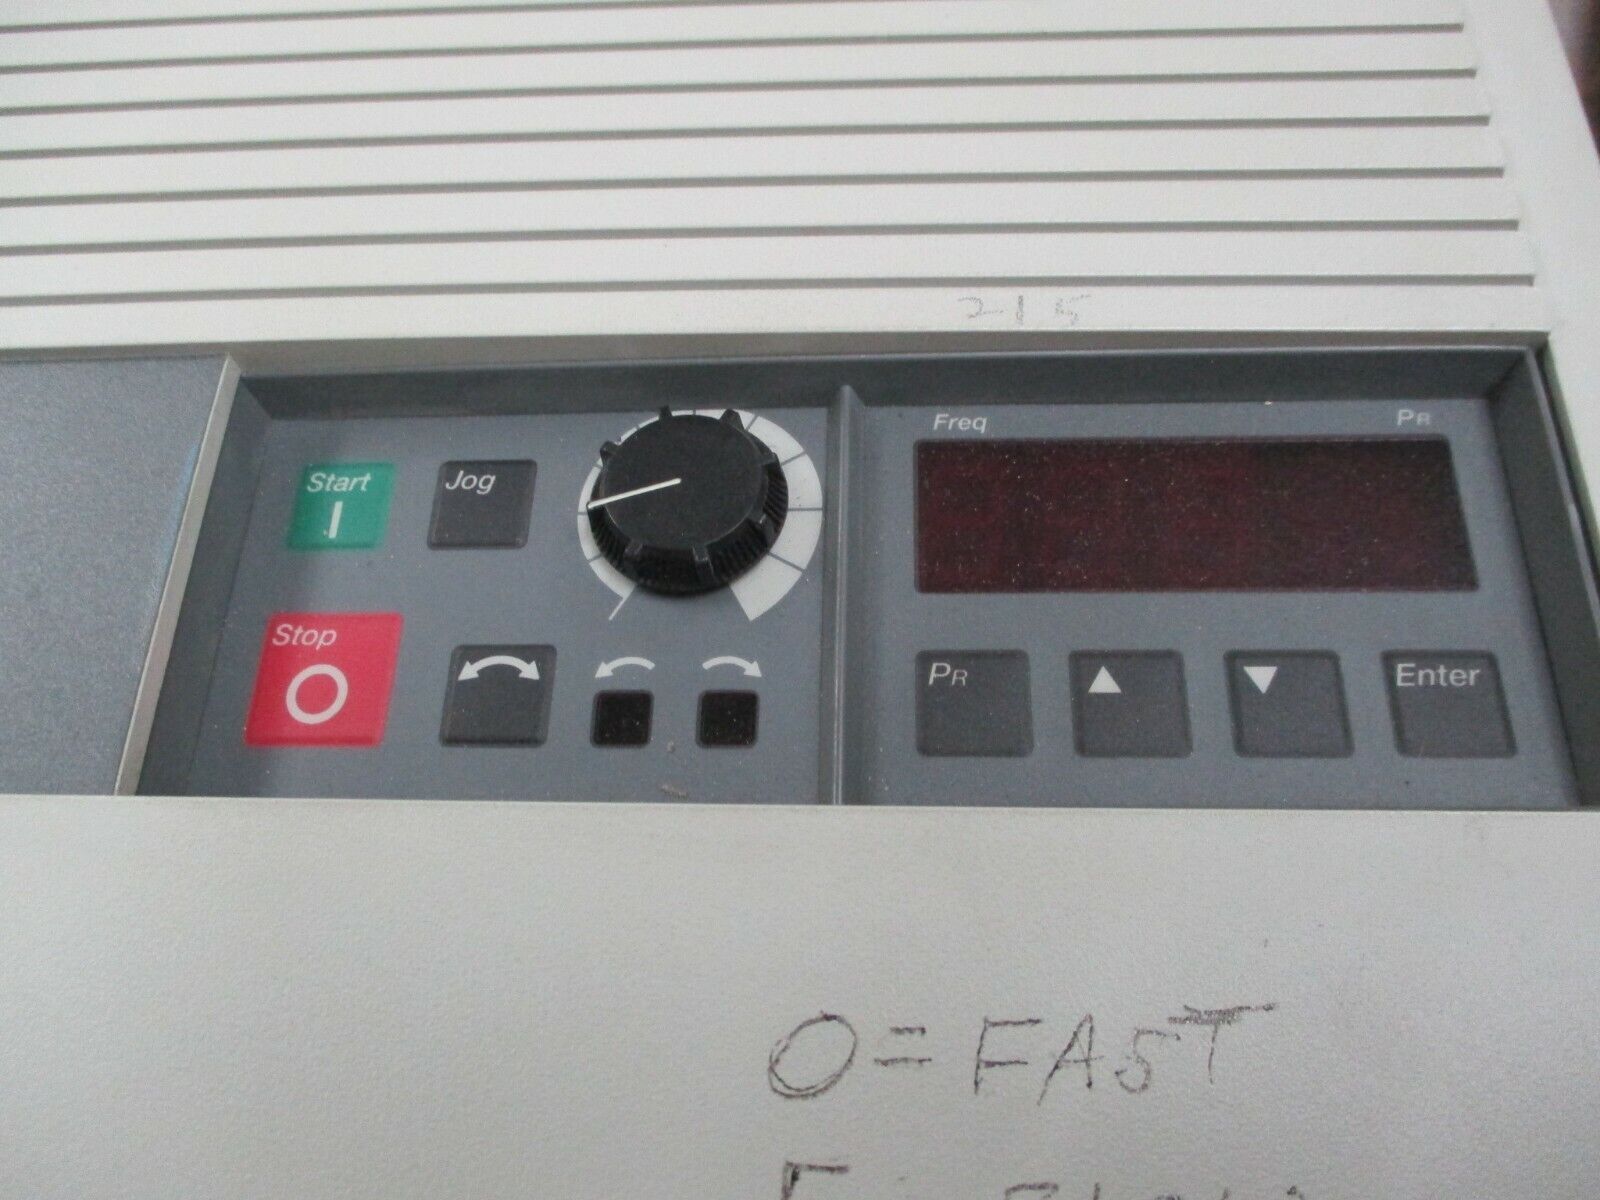 215
Freq PR
Start
Jog
Stop
PR
Enter
O = FAST